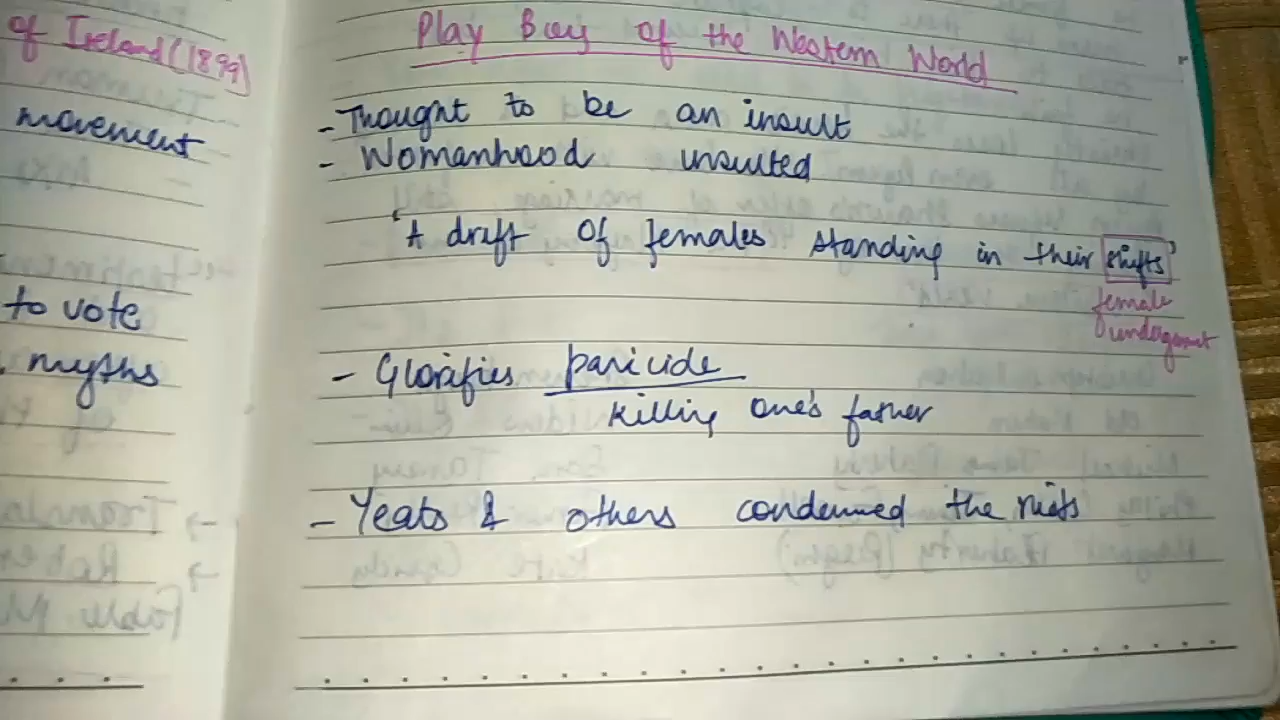 of Ireland (1899)
movement
to vote
myths
Play Boy of the Western World
- Thought to be an insult
- Womanhood insulted
'A drift of females standing in their shifts'
female
undergarment
- Glorifies paricide
killing one's father
- Yeats & others condemned the riots